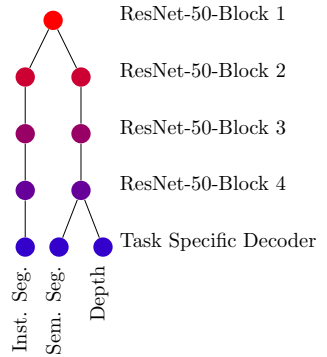 ResNet-50-Block 1
ResNet-50-Block 2
ResNet-50-Block 3
ResNet-50-Block 4
Task Specific Decoder
Inst. Seg.
Sem. Seg.
Depth